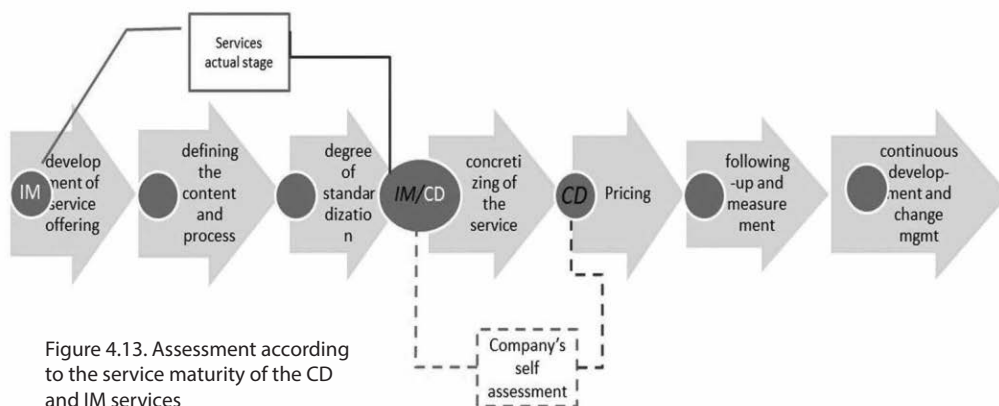 Services
actual stage
IM
develop
ment of
service
offering
defining
the
content
and
process
degree
of
standar
dizatio
n
IM/CD
concreti
zing of
the
service
CD
Pricing
following
-up and
measure
ment
continuous
develop-
ment and
change
mgmt
Company's
self
assessment
Figure 4.13. Assessment according
to the service maturity of the CD
and IM services